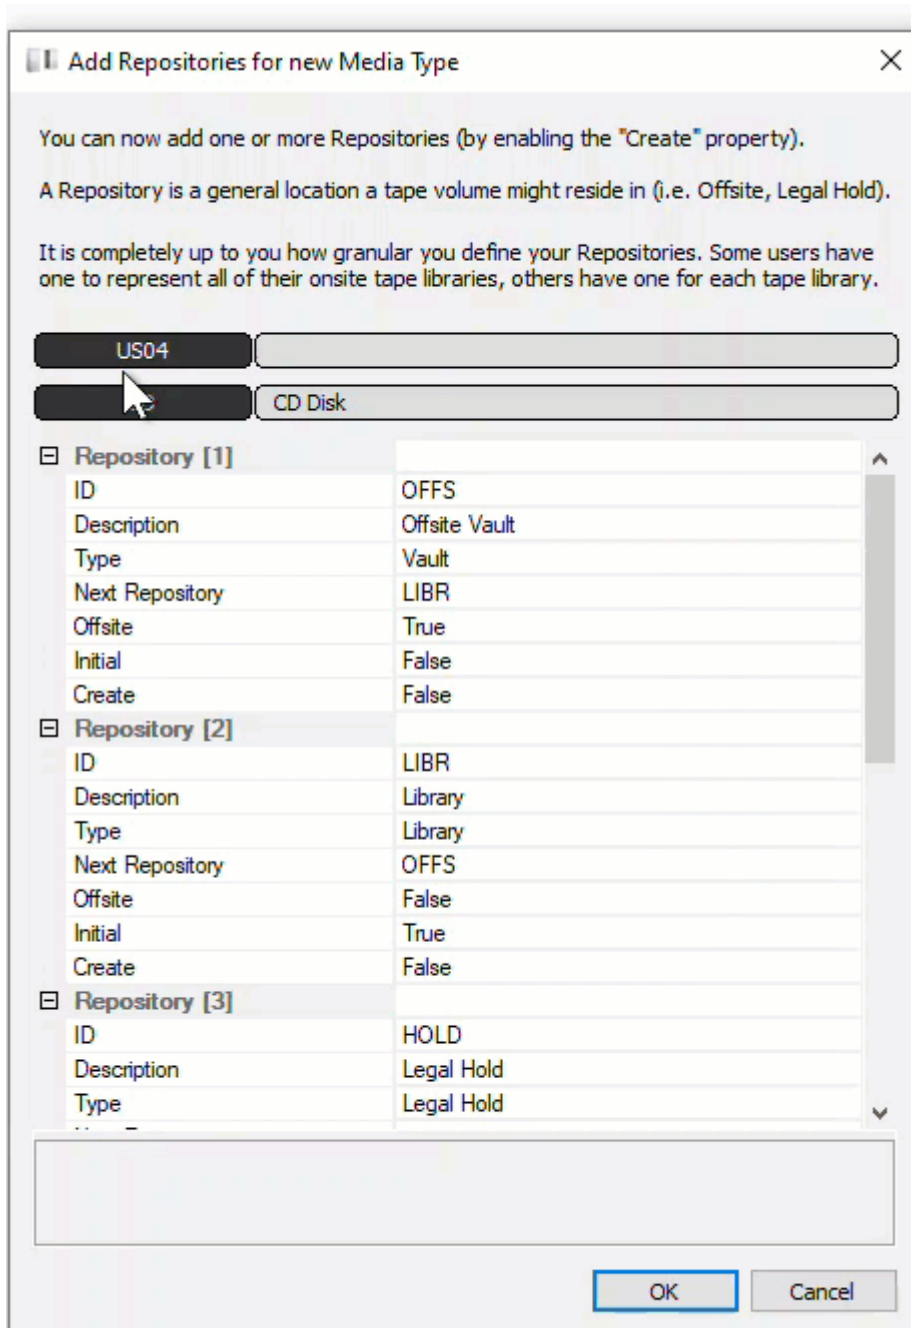 Add Repositories for new Media Type
You can now add one or more Repositories (by enabling the "Create" property).
A Repository is a general location a tape volume might reside in (i.e. Offsite, Legal Hold).
It is completely up to you how granular you define your Repositories. Some users have
one to represent all of their onsite tape libraries, others have one for each tape library.
US04
CD Disk
Repository [1]
ID OFFS
Description Offsite Vault
Type Vault
Next Repository LIBR
Offsite True
Initial False
Create False
Repository [2]
ID LIBR
Description Library
Type Library
Next Repository OFFS
Offsite False
Initial True
Create False
Repository [3]
ID HOLD
Description Legal Hold
Type Legal Hold
OK Cancel